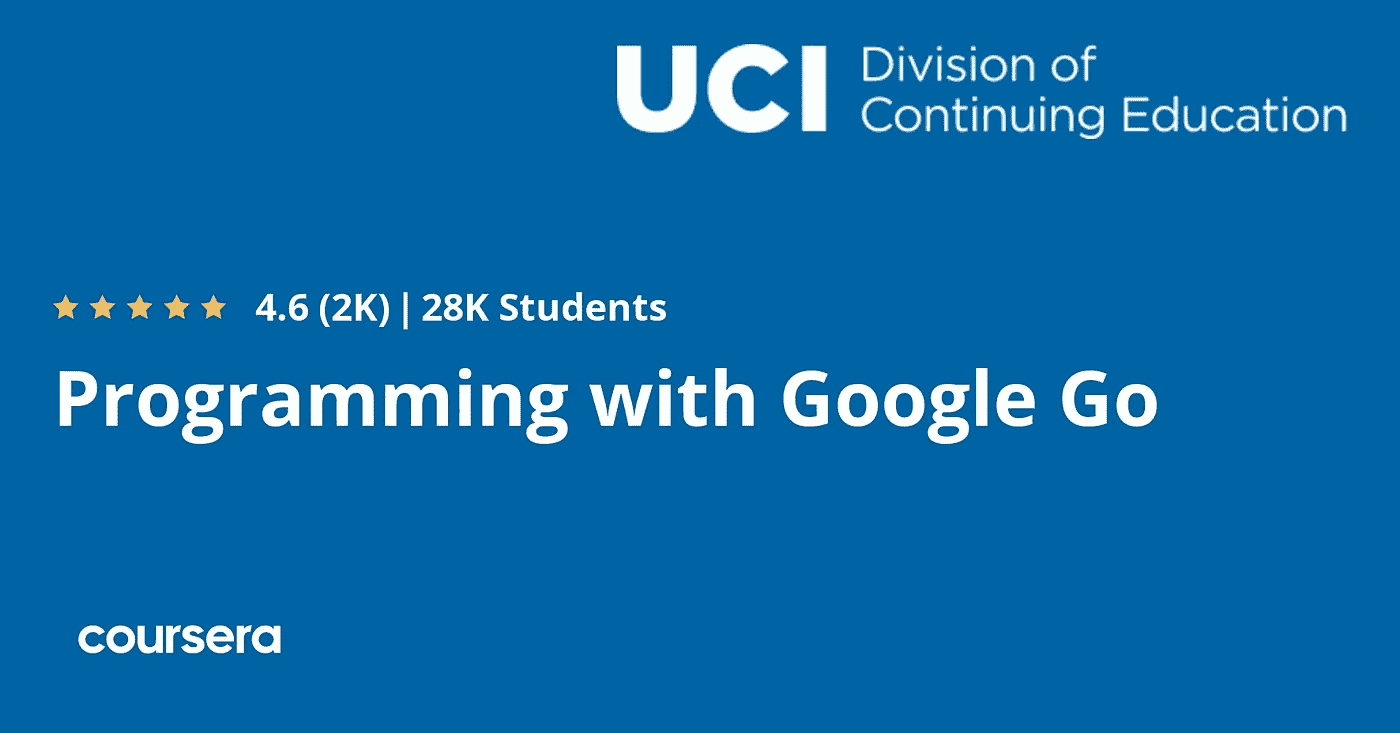 UCI
Division of
Continuing Education
4.6 (2K) | 28K Students
Programming with Google Go
coursera